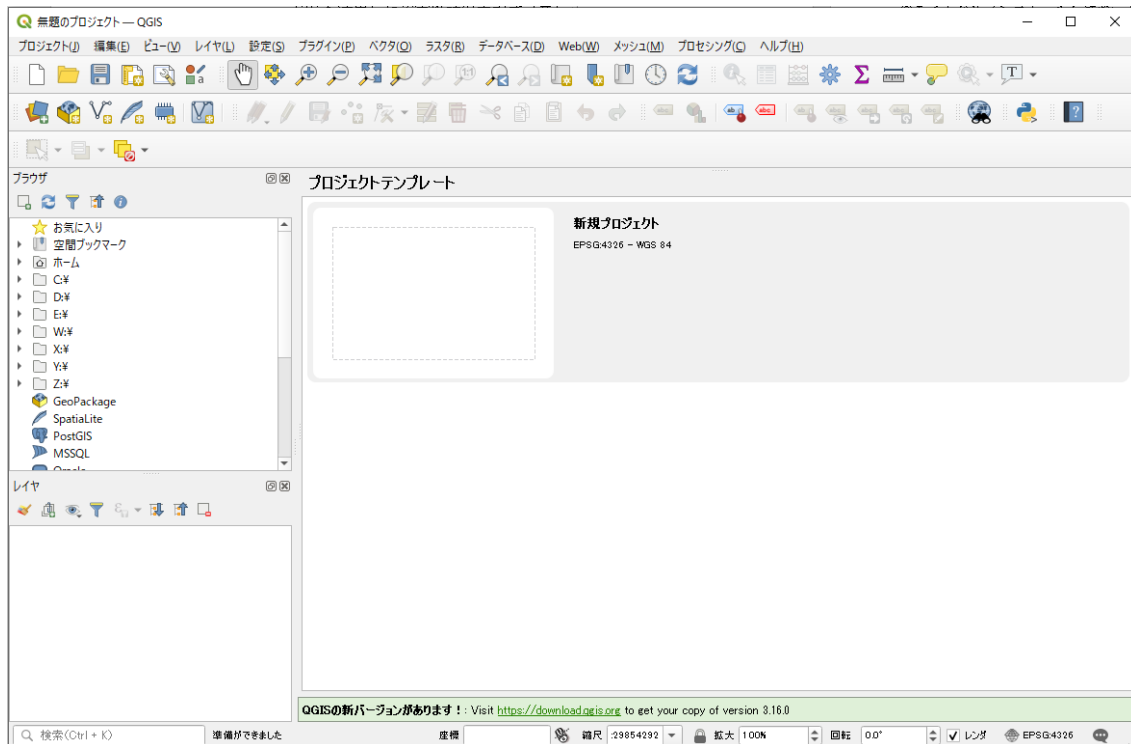 無題のプロジェクト — QGIS
プロジェクト(J) 編集(E) ビュー(V) レイヤ(L) 設定(S) プラグイン(P) ベクタ(O) ラスタ(R) データベース(D) Web(W) メッシュ(M) プロセシング(C) ヘルプ(H)
ブラウザ
お気に入り
空間ブックマーク
ホーム
C:¥
D:¥
E:¥
W:¥
X:¥
Y:¥
Z:¥
GeoPackage
SpatiaLite
PostGIS
MSSQL
レイヤ
プロジェクトテンプレート
新規プロジェクト
EPSG:4326 - WGS 84
QGISの新バージョンがあります！: Visit https://download.qgis.org to get your copy of version 3.16.0
検索(Ctrl + K) 準備ができました 座標 縮尺 :29854292 拡大 100% 回転 0.0° レンダ EPSG:4326